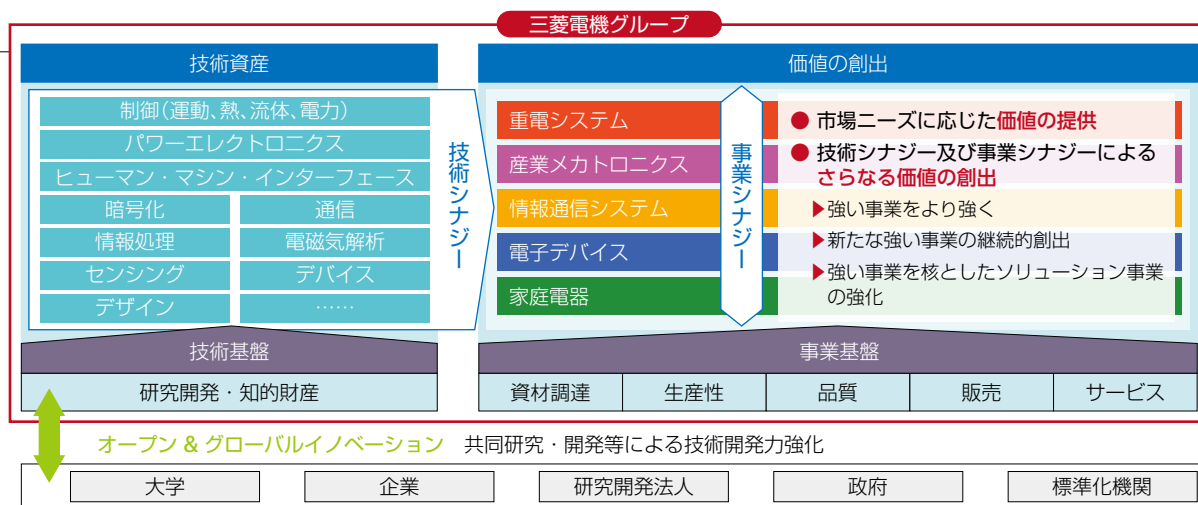 三菱電機グループ
技術資産
制御(運動、熱、流体、電力)
パワーエレクトロニクス
ヒューマン・マシン・インターフェース
暗号化
通信
情報処理
電磁気解析
センシング
デバイス
デザイン
……
技術シナジー
技術基盤
研究開発・知的財産
価値の創出
重電システム
産業メカトロニクス
情報通信システム
電子デバイス
家庭電器
事業シナジー
● 市場ニーズに応じた価値の提供
● 技術シナジー及び事業シナジーによる
さらなる価値の創出
▶強い事業をより強く
▶新たな強い事業の継続的創出
▶強い事業を核としたソリューション事業
の強化
事業基盤
資材調達
生産性
品質
販売
サービス
オープン & グローバルイノベーション 共同研究・開発等による技術開発力強化
大学
企業
研究開発法人
政府
標準化機関